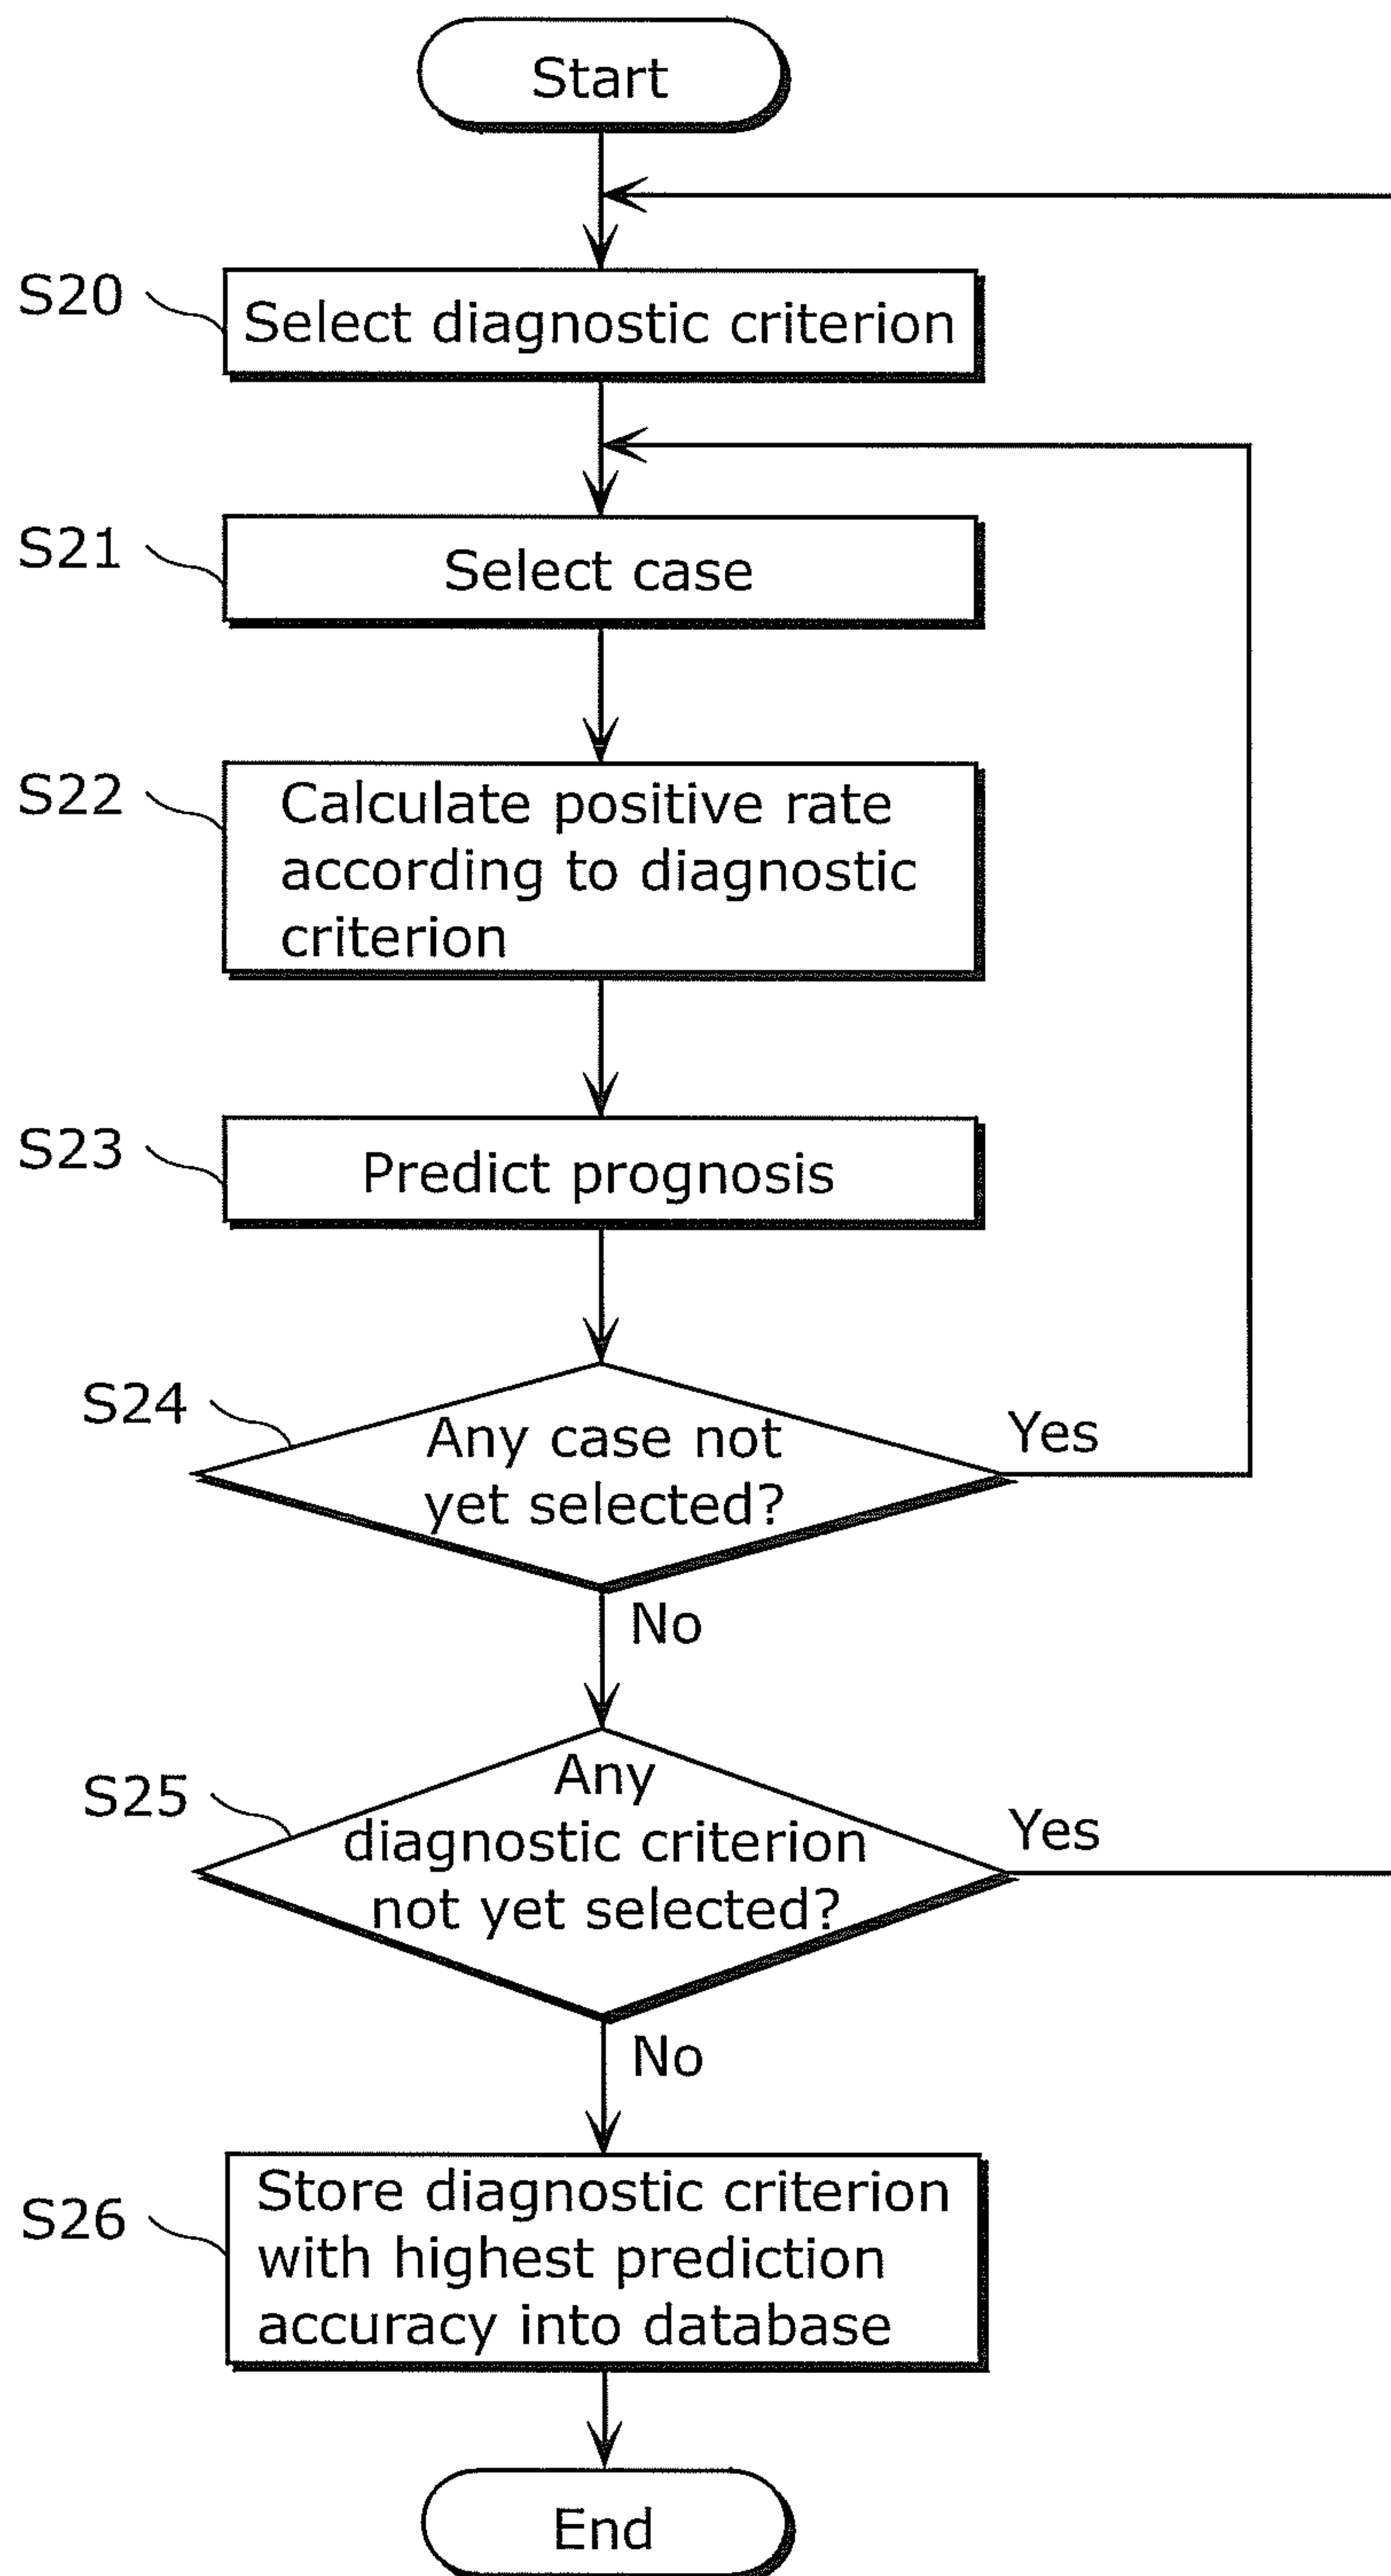 Start
S20
Select diagnostic criterion
S21
Select case
S22
Calculate positive rate
according to diagnostic
criterion
S23
Predict prognosis
S24
Any case not
yet selected?
Yes
No
S25
Any
diagnostic criterion
not yet selected?
Yes
No
S26
Store diagnostic criterion
with highest prediction
accuracy into database
End